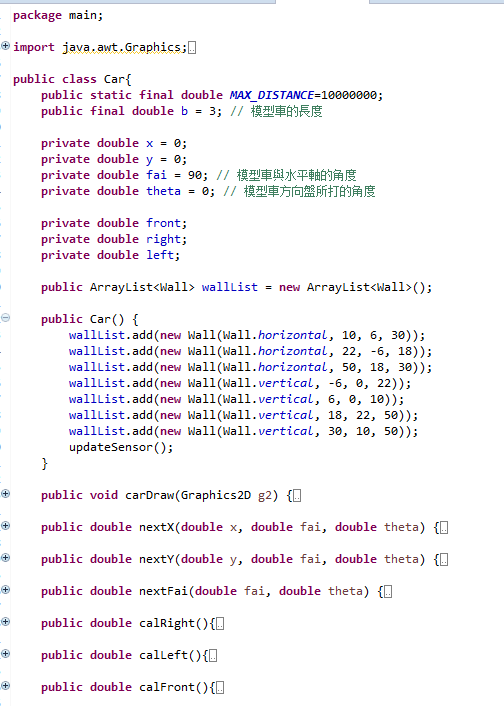 package main;
import java.awt.Graphics;
public class Car{
public static final double MAX_DISTANCE=10000000;
public final double b = 3; // 模型車的長度
private double x = 0;
private double y = 0;
private double fai = 90; // 模型車與水平軸的角度
private double theta = 0; // 模型車方向盤所打的角度
private double front;
private double right;
private double left;
public ArrayList<Wall> wallList = new ArrayList<Wall>();
public Car() {
wallList.add(new Wall(Wall.horizontal, 10, 6, 30));
wallList.add(new Wall(Wall.horizontal, 22, -6, 18));
wallList.add(new Wall(Wall.horizontal, 50, 18, 30));
wallList.add(new Wall(Wall.vertical, -6, 0, 22));
wallList.add(new Wall(Wall.vertical, 6, 0, 10));
wallList.add(new Wall(Wall.vertical, 18, 22, 50));
wallList.add(new Wall(Wall.vertical, 30, 10, 50));
updateSensor();
}
public void carDraw(Graphics2D g2) {
public double nextX(double x, double fai, double theta) {
public double nextY(double y, double fai, double theta) {
public double nextFai(double fai, double theta) {
public double calRight(){
public double calLeft(){
public double calFront(){